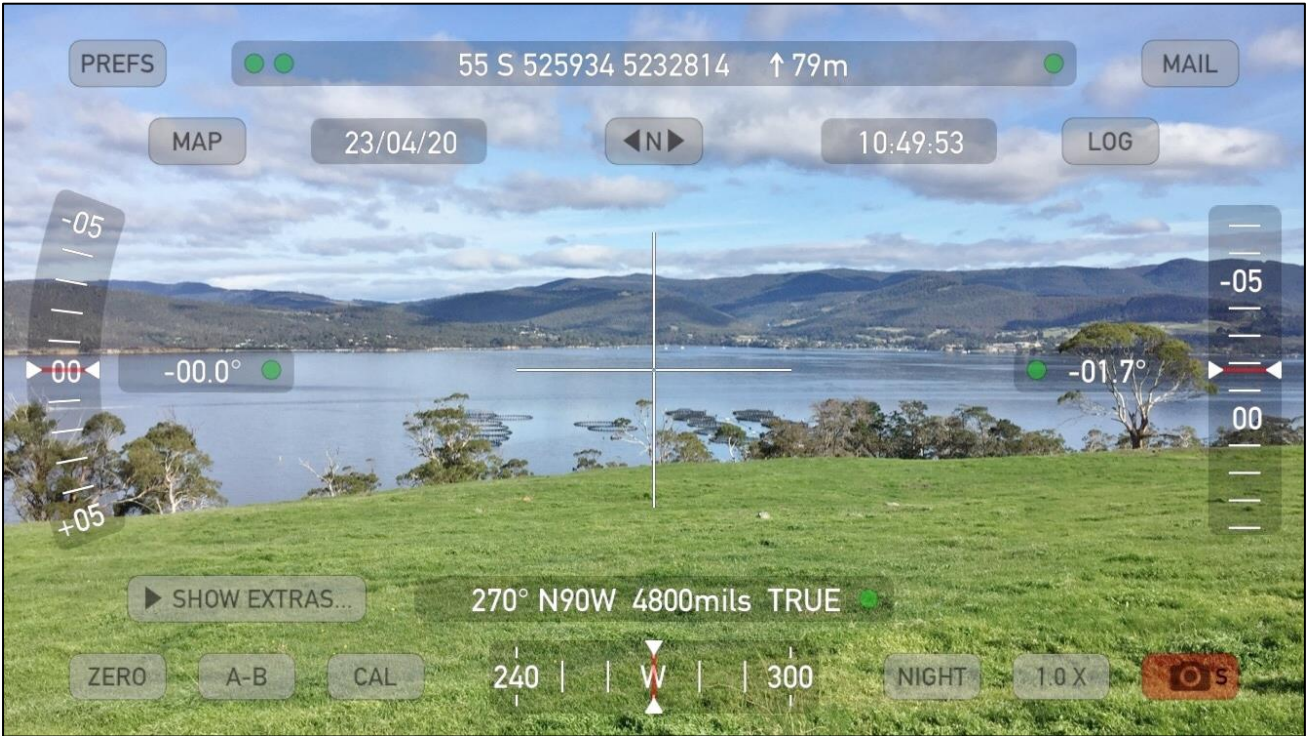 PREFS
55 S 525934 5232814 ↑ 79m
MAIL
MAP
23/04/20
◀N▶
10:49:53
LOG
-05
-05
00
-00.0°
-01.7°
00
+05
▶ SHOW EXTRAS...
270° N90W 4800mils TRUE
ZERO
A-B
CAL
240
W
300
NIGHT
1.0 X
S